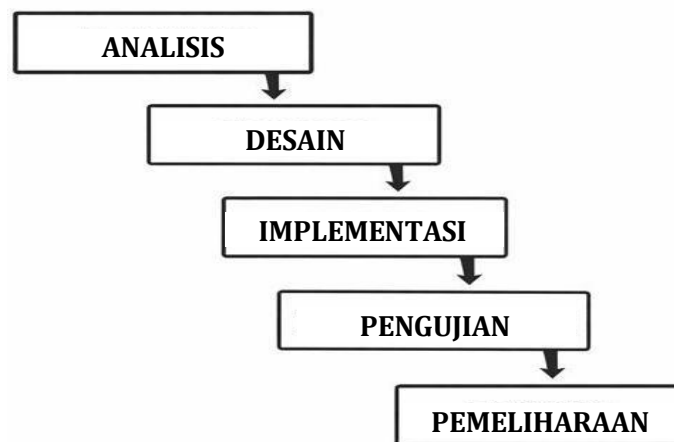 ANALISIS
DESAIN
IMPLEMENTASI
PENGUJIAN
PEMELIHARAAN